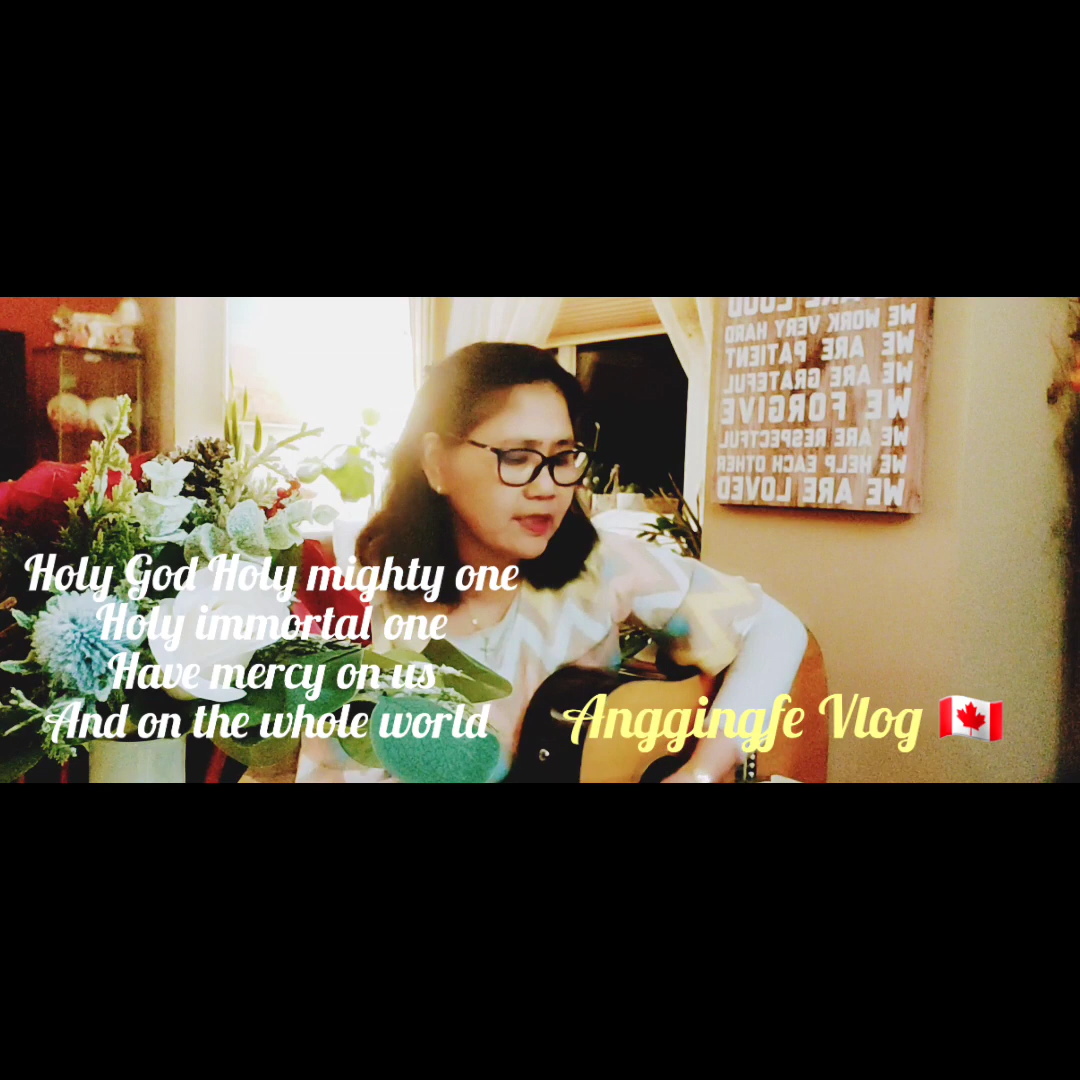 ARE LOUD
WE WORK VERY HARD
WE ARE PATIENT
WE ARE GRATEFUL
WE FORGIVE
WE ARE RESPECTFUL
WE HELP EACH OTHER
WE ARE LOVED
Holy God Holy mighty one
Holy immortal one
Have mercy on us
And on the whole world
Anggingfe Vlog 🇨🇦